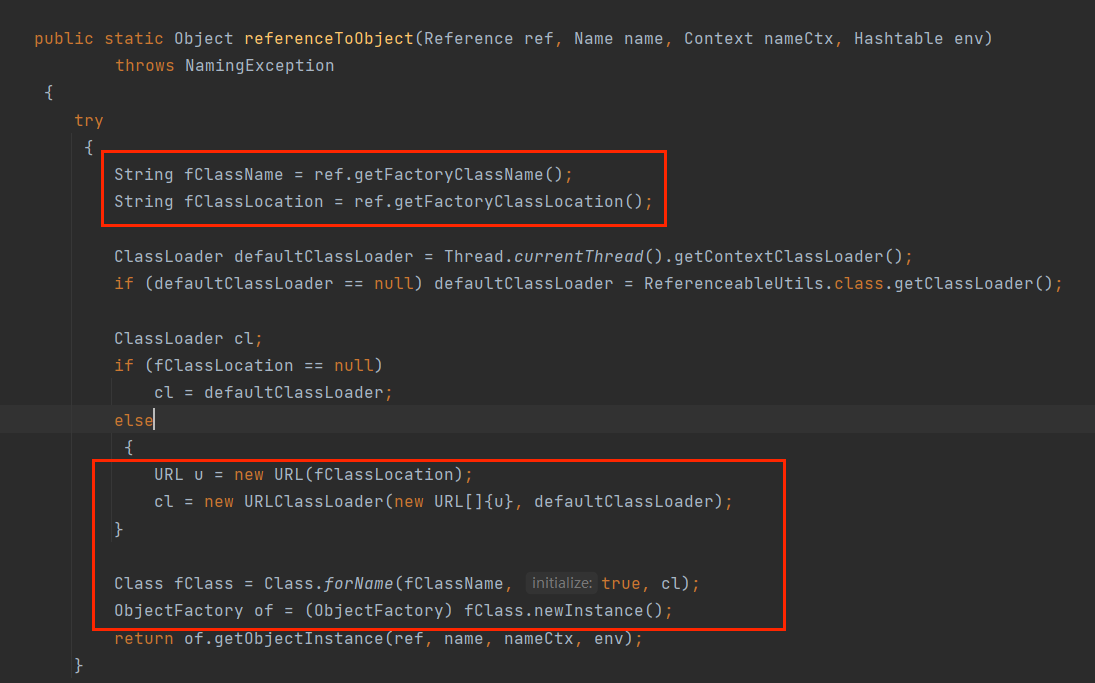 public static Object referenceToObject(Reference ref, Name name, Context nameCtx, Hashtable env)
throws NamingException
{
try
{
String fClassName = ref.getFactoryClassName();
String fClassLocation = ref.getFactoryClassLocation();
ClassLoader defaultClassLoader = Thread.currentThread().getContextClassLoader();
if (defaultClassLoader == null) defaultClassLoader = ReferenceableUtils.class.getClassLoader();
ClassLoader cl;
if (fClassLocation == null)
cl = defaultClassLoader;
else
{
URL u = new URL(fClassLocation);
cl = new URLClassLoader(new URL[]{u}, defaultClassLoader);
}
Class fClass = Class.forName(fClassName, initialize: true, cl);
ObjectFactory of = (ObjectFactory) fClass.newInstance();
return of.getObjectInstance(ref, name, nameCtx, env);
}